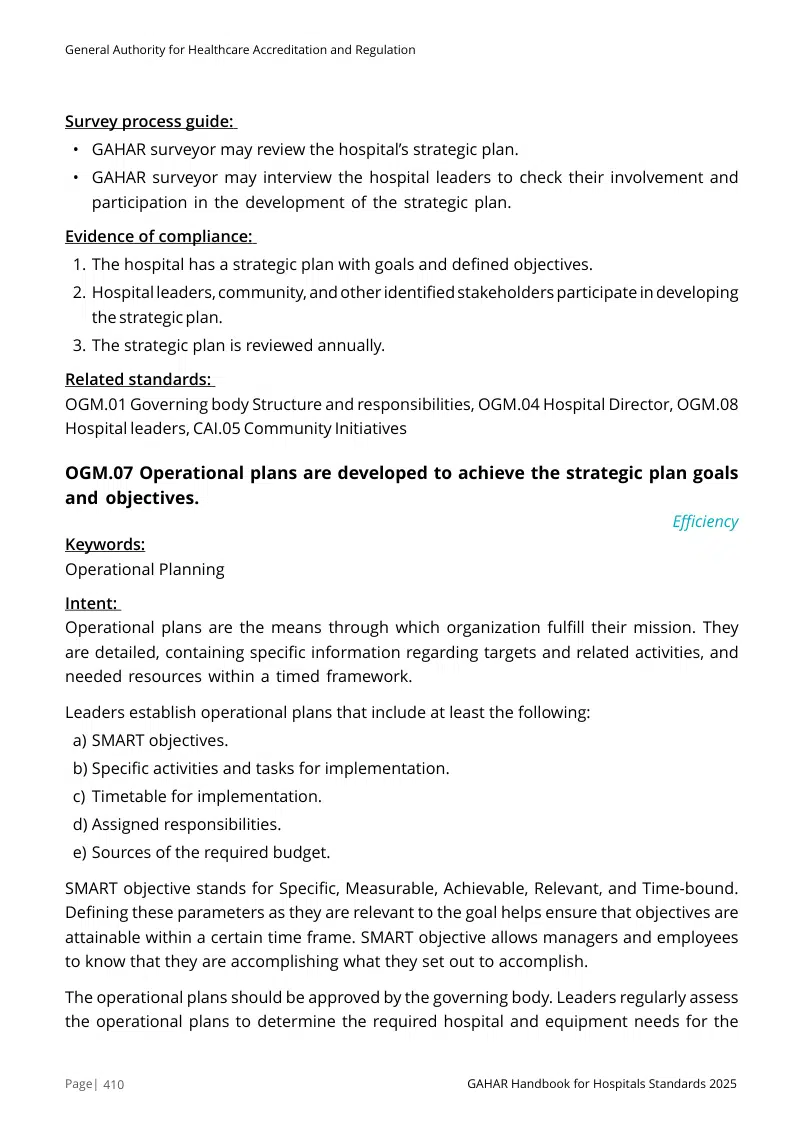 General Authority for Healthcare Accreditation and Regulation
Survey process guide:
• GAHAR surveyor may review the hospital’s strategic plan.
• GAHAR surveyor may interview the hospital leaders to check their involvement and
participation in the development of the strategic plan.
Evidence of compliance:
1. The hospital has a strategic plan with goals and defined objectives.
2. Hospital leaders, community, and other identified stakeholders participate in developing
the strategic plan.
3. The strategic plan is reviewed annually.
Related standards:
OGM.01 Governing body Structure and responsibilities, OGM.04 Hospital Director, OGM.08
Hospital leaders, CAI.05 Community Initiatives
OGM.07 Operational plans are developed to achieve the strategic plan goals
and objectives.
Efficiency
Keywords:
Operational Planning
Intent:
Operational plans are the means through which organization fulfill their mission. They
are detailed, containing specific information regarding targets and related activities, and
needed resources within a timed framework.
Leaders establish operational plans that include at least the following:
a) SMART objectives.
b) Specific activities and tasks for implementation.
c) Timetable for implementation.
d) Assigned responsibilities.
e) Sources of the required budget.
SMART objective stands for Specific, Measurable, Achievable, Relevant, and Time-bound.
Defining these parameters as they are relevant to the goal helps ensure that objectives are
attainable within a certain time frame. SMART objective allows managers and employees
to know that they are accomplishing what they set out to accomplish.
The operational plans should be approved by the governing body. Leaders regularly assess
the operational plans to determine the required hospital and equipment needs for the
Page| 410
GAHAR Handbook for Hospitals Standards 2025